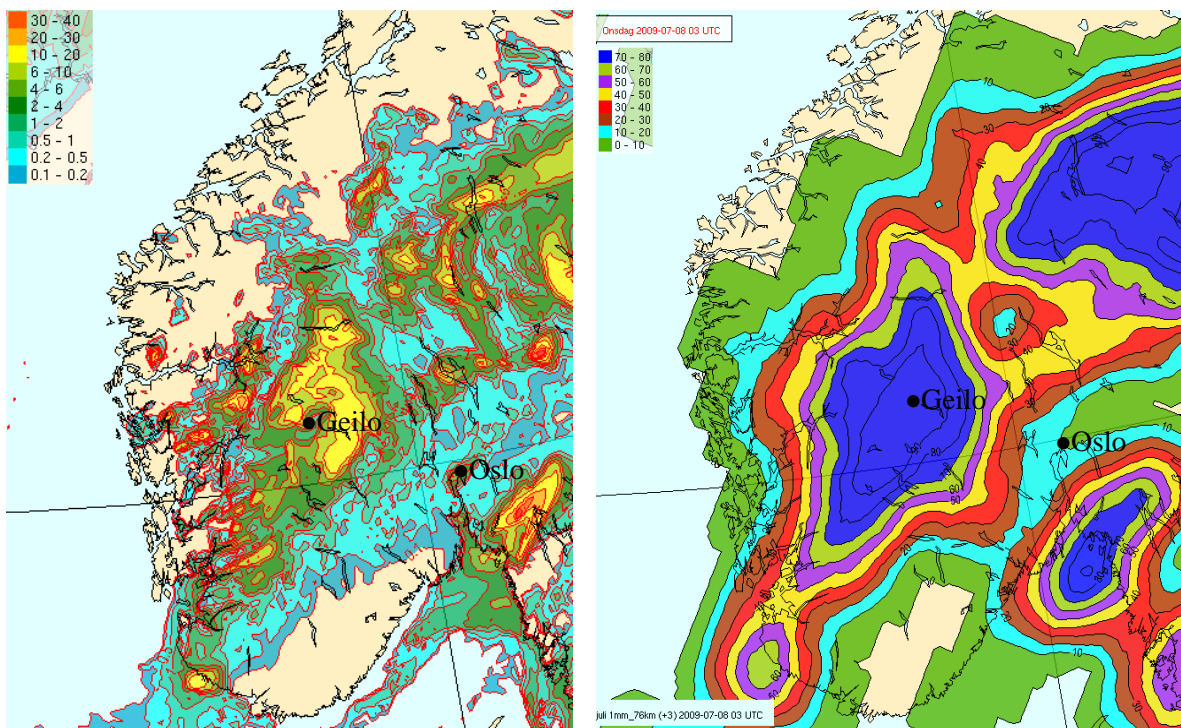 30 - 40
20 - 30
10 - 20
6 - 10
4 - 6
2 - 4
1 - 2
0.5 - 1
0.2 - 0.5
0.1 - 0.2
Geilo
Oslo
Onsdag 2009-07-08 03 UTC
70 - 80
60 - 70
50 - 60
40 - 50
30 - 40
20 - 30
10 - 20
0 - 10
Geilo
Oslo
juli 1mm_76km (+3) 2009-07-08 03 UTC